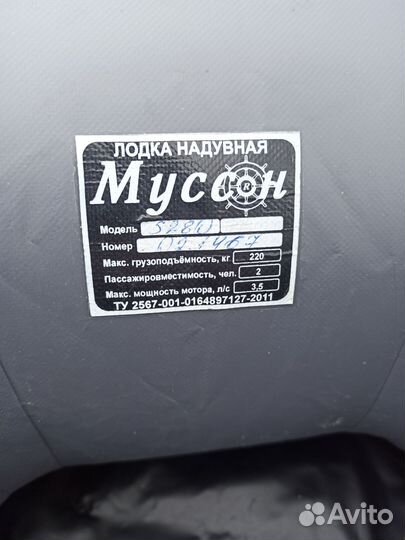 ЛОДКА НАДУВНАЯ
Муссон
R
Модель S280
Номер
Макс. грузоподъёмность, кг 220
Пассажировместимость, чел. 2
Макс. мощность мотора, л/с 3,5
ТУ 2567-001-0164897127-2011
Avito